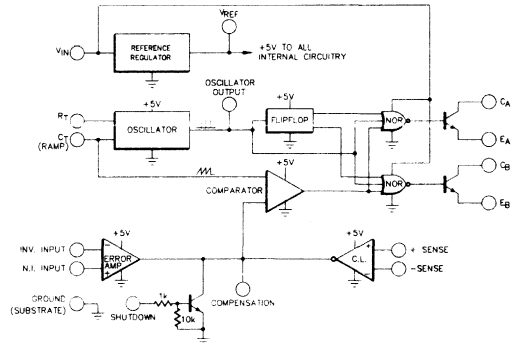 VREF
VIN
REFERENCE
REGULATOR
+5V TO ALL
INTERNAL CIRCUITRY
OSCILLATOR
OUTPUT
+5V
RT
OSCILLATOR
CT
(RAMP)
+5V
FLIPFLOP
NOR
CA
EA
+5V
COMPARATOR
NOR
CB
EB
INV. INPUT
N.I. INPUT
+5V
ERROR
AMP
- +
+5V
C.L.
+ -
+ SENSE
-SENSE
GROUND
(SUBSTRATE)
SHUTDOWN
1k
10k
COMPENSATION